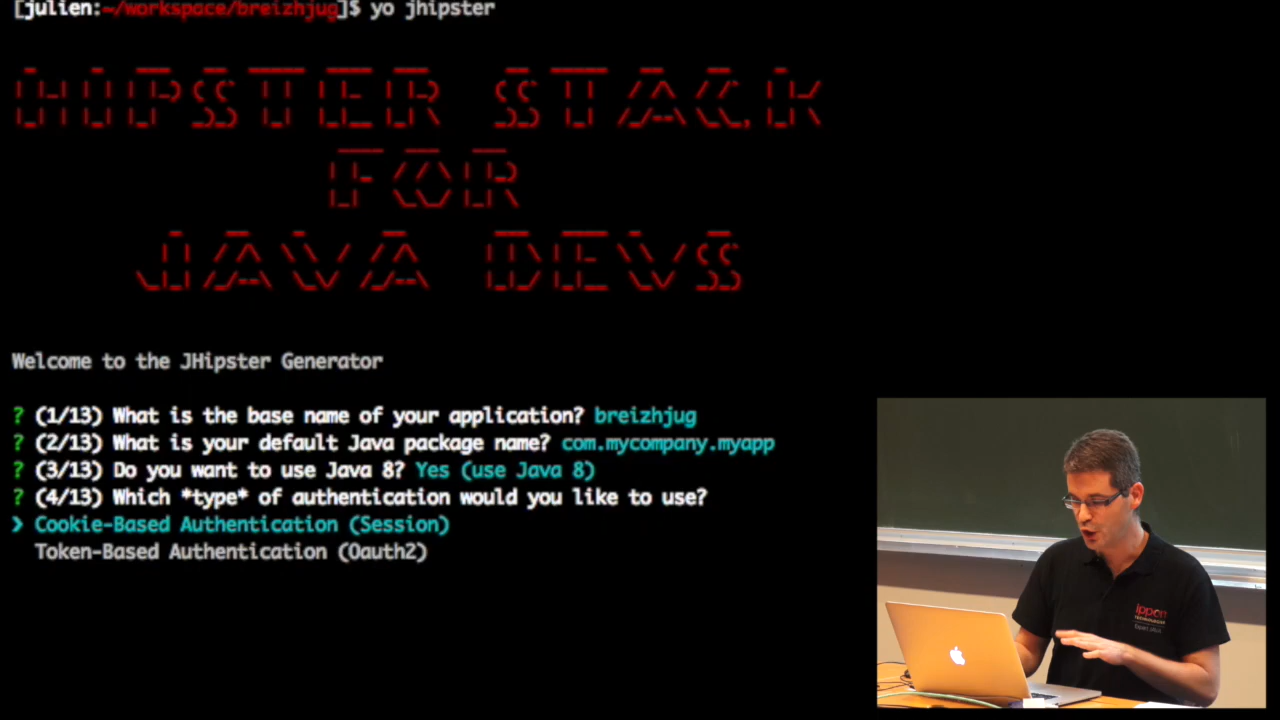 [julien:~/workspace/breizhjug]$ yo jhipster
HIPSTER STACK
FOR
JAVA DEVS
Welcome to the JHipster Generator
? (1/13) What is the base name of your application? breizhjug
? (2/13) What is your default Java package name? com.mycompany.myapp
? (3/13) Do you want to use Java 8? Yes (use Java 8)
? (4/13) Which *type* of authentication would you like to use?
❯ Cookie-Based Authentication (Session)
Token-Based Authentication (Oauth2)
ippon
TECHNOLOGIES